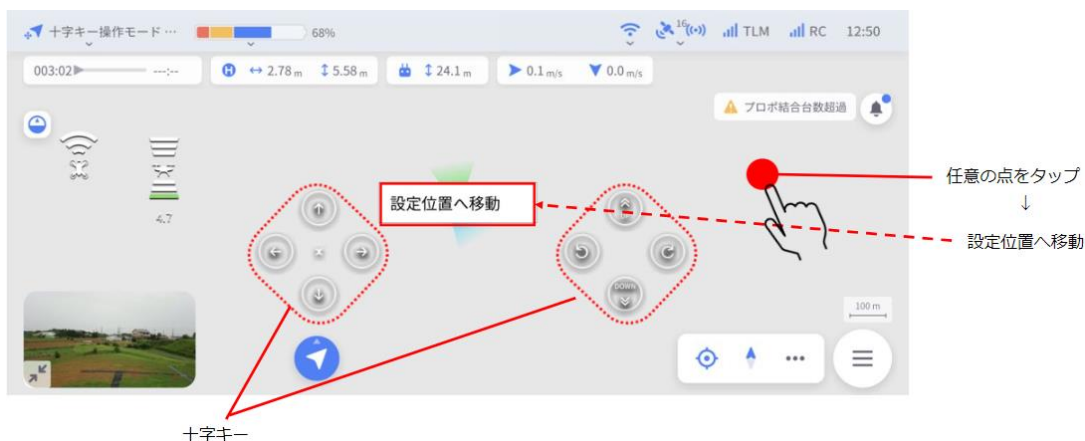 十字キー操作モード …
68%
16
TLM
RC
12:50
003:02
---:--
H
2.78 m
5.58 m
24.1 m
0.1 m/s
0.0 m/s
プロポ結合台数超過
4.7
設定位置へ移動
任意の点をタップ
↓
設定位置へ移動
DOWN
100 m
十字キー